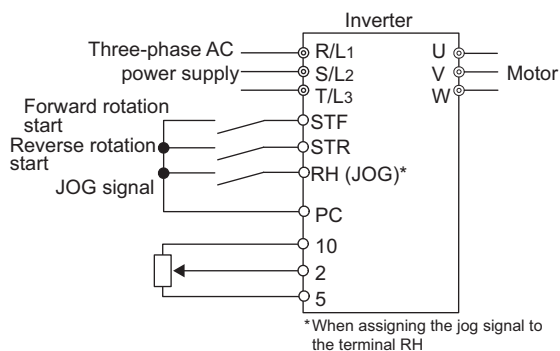 Inverter
Three-phase AC
power supply
R/L1
S/L2
T/L3
U
V
W
Motor
Forward rotation
start
Reverse rotation
start
JOG signal
STF
STR
RH (JOG)*
PC
10
2
5
*When assigning the jog signal to
the terminal RH